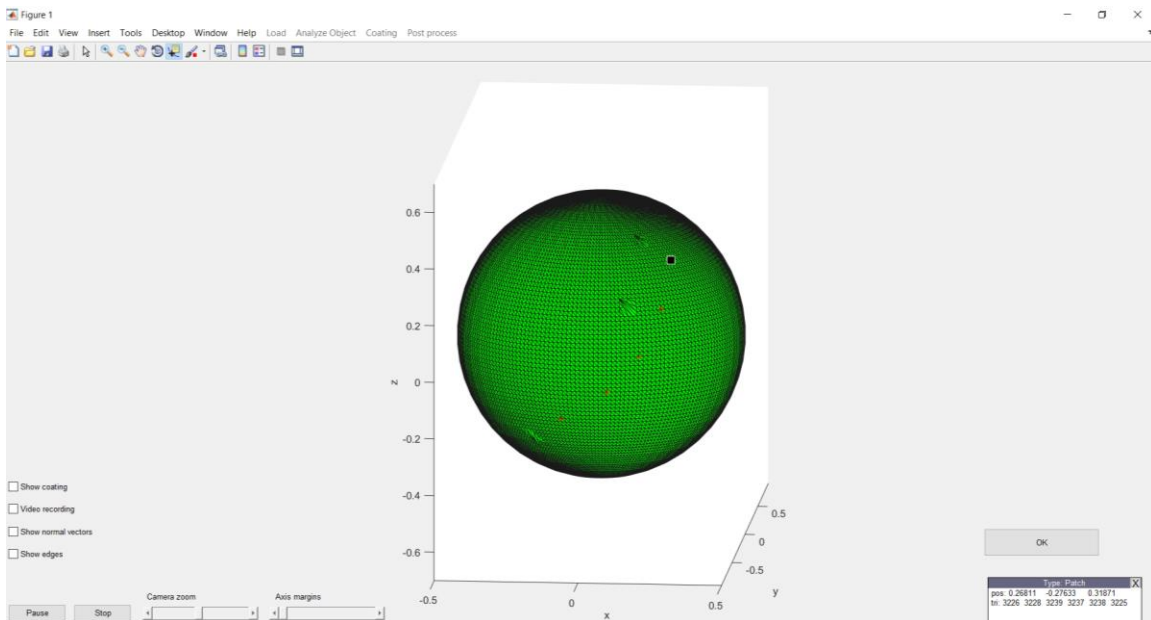 Figure 1
File Edit View Insert Tools Desktop Window Help Load Analyze Object Coating Post process
0.6
0.4
0.2
z 0
-0.2
-0.4
-0.6
-0.5
0
0.5
x
0.5
0
-0.5
y
Show coating
Video recording
Show normal vectors
Show edges
Pause
Stop
Camera zoom
Axis margins
OK
Type: Patch X
pos: 0.26811 -0.27633 0.31871
tri: 3226 3228 3239 3237 3238 3225